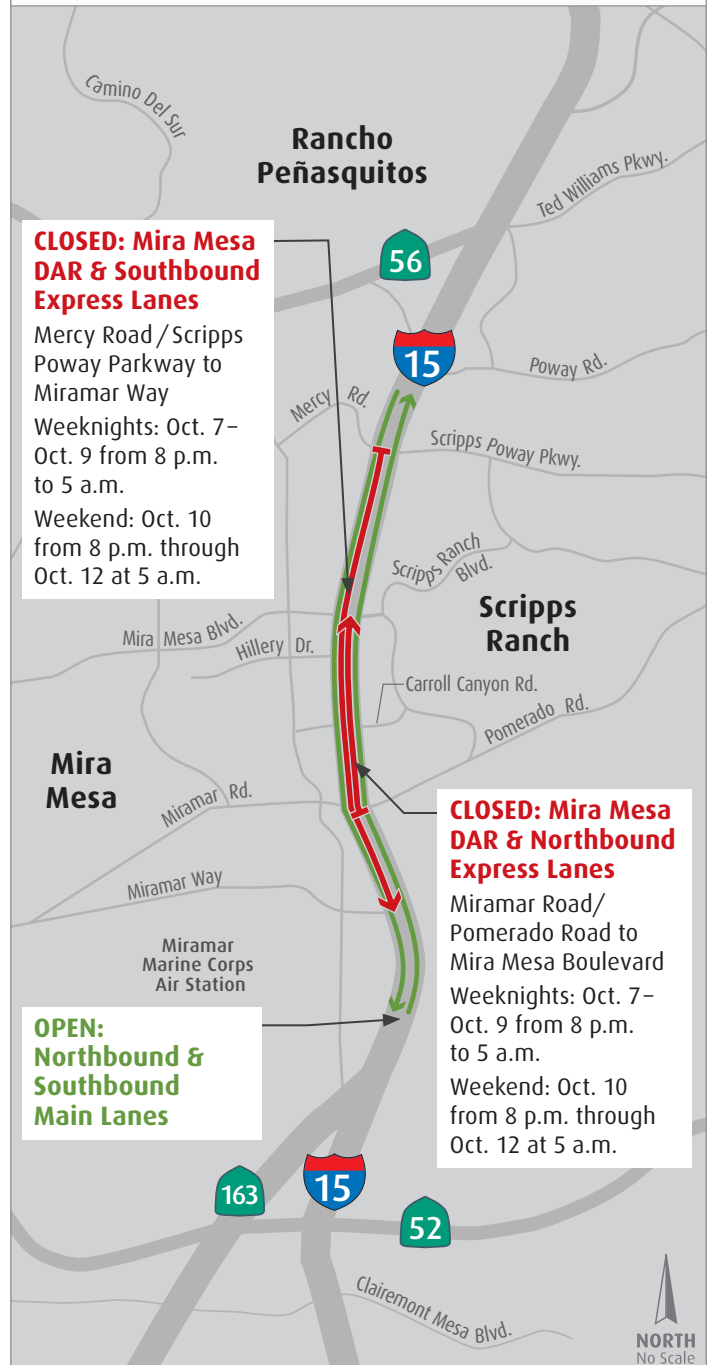 Camino Del Sur
Rancho
Peñasquitos
Ted Williams Pkwy.
CLOSED: Mira Mesa
DAR & Southbound
Express Lanes
Mercy Road / Scripps
Poway Parkway to
Miramar Way
Weeknights: Oct. 7–
Oct. 9 from 8 p.m.
to 5 a.m.
Weekend: Oct. 10
from 8 p.m. through
Oct. 12 at 5 a.m.
56
15
Poway Rd.
Mercy Rd.
Scripps Poway Pkwy.
Scripps Ranch
Blvd.
Scripps
Ranch
Mira Mesa Blvd.
Hillery Dr.
Carroll Canyon Rd.
Pomerado Rd.
Mira
Mesa
Miramar Rd.
CLOSED: Mira Mesa
DAR & Northbound
Express Lanes
Miramar Road/
Pomerado Road to
Mira Mesa Boulevard
Weeknights: Oct. 7–
Oct. 9 from 8 p.m.
to 5 a.m.
Weekend: Oct. 10
from 8 p.m. through
Oct. 12 at 5 a.m.
Miramar Way
Miramar
Marine Corps
Air Station
OPEN:
Northbound &
Southbound
Main Lanes
163
15
52
Clairemont Mesa Blvd.
NORTH
No Scale